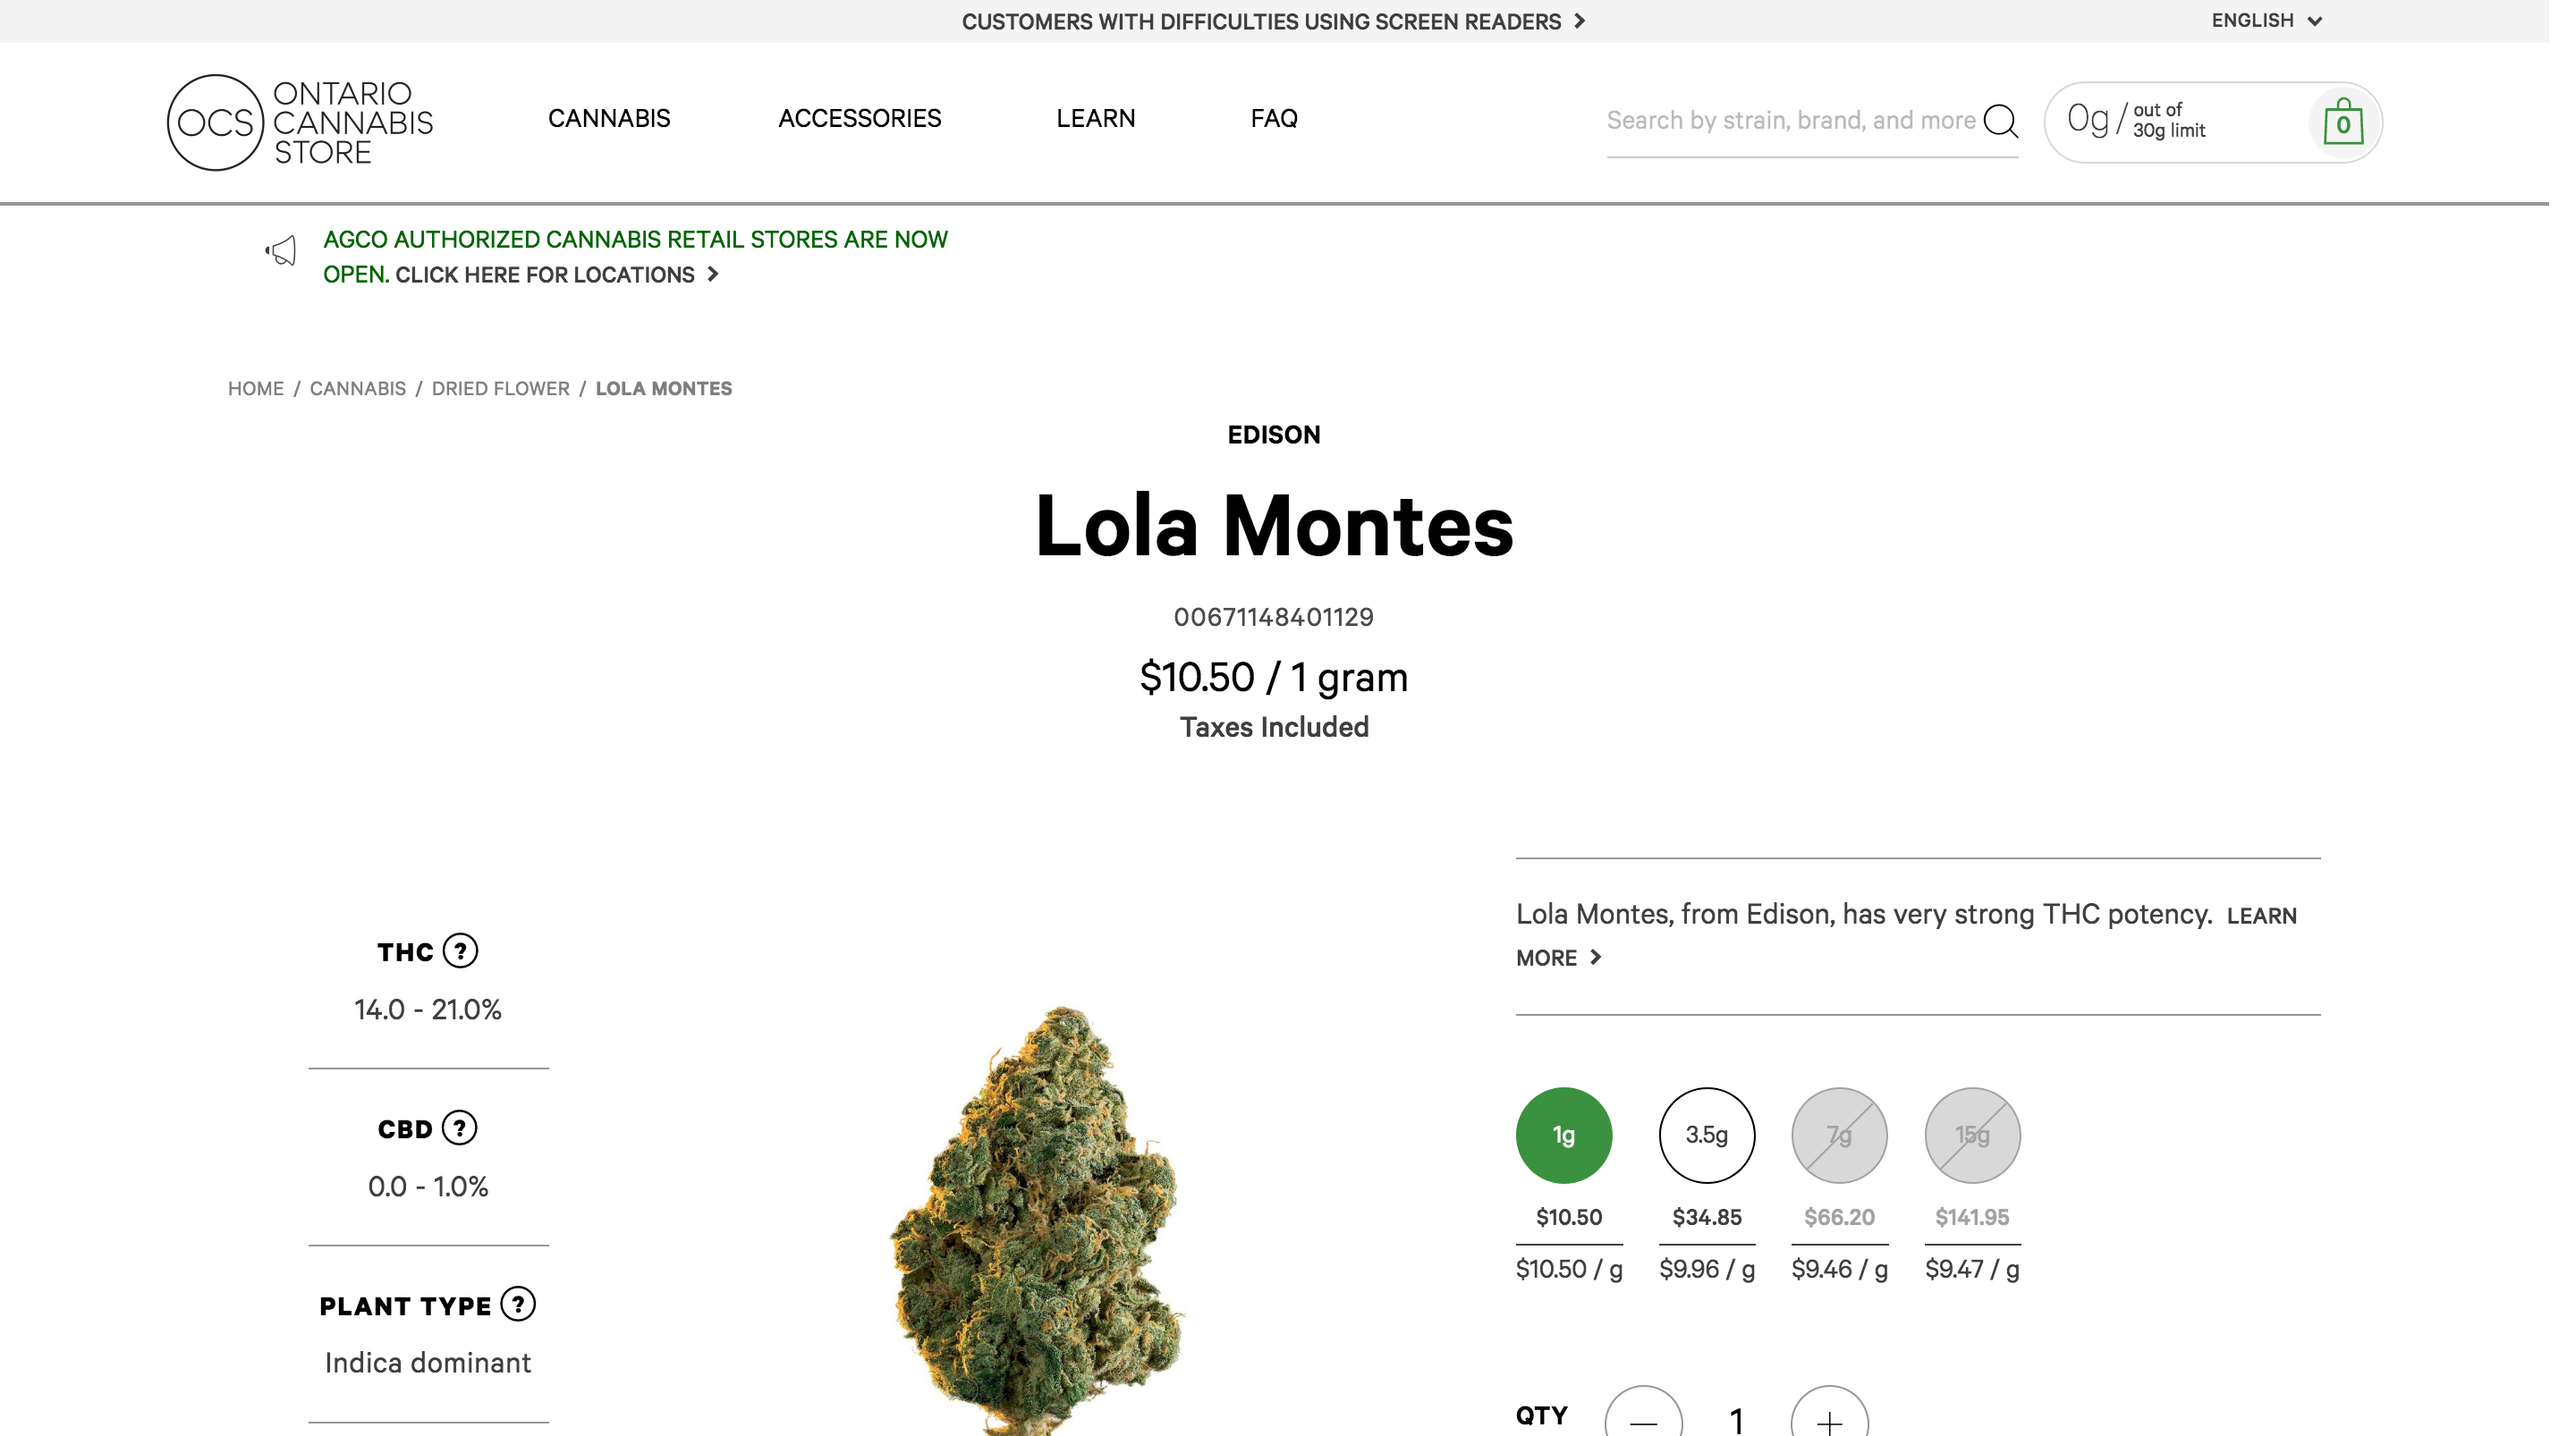 CUSTOMERS WITH DIFFICULTIES USING SCREEN READERS
ENGLISH
OCS
ONTARIO
CANNABIS
STORE
CANNABIS
ACCESSORIES
LEARN
FAQ
Search by strain, brand, and more
0g / out of
30g limit
0
AGCO AUTHORIZED CANNABIS RETAIL STORES ARE NOW
OPEN. CLICK HERE FOR LOCATIONS
HOME / CANNABIS / DRIED FLOWER / LOLA MONTES
EDISON
Lola Montes
00671148401129
$10.50 / 1 gram
Taxes Included
THC ?
14.0 - 21.0%
CBD ?
0.0 - 1.0%
PLANT TYPE ?
Indica dominant
Lola Montes, from Edison, has very strong THC potency. LEARN
MORE
1g 3.5g 7g 15g
$10.50 $34.85 $66.20 $141.95
$10.50 / g $9.96 / g $9.46 / g $9.47 / g
QTY — 1 +